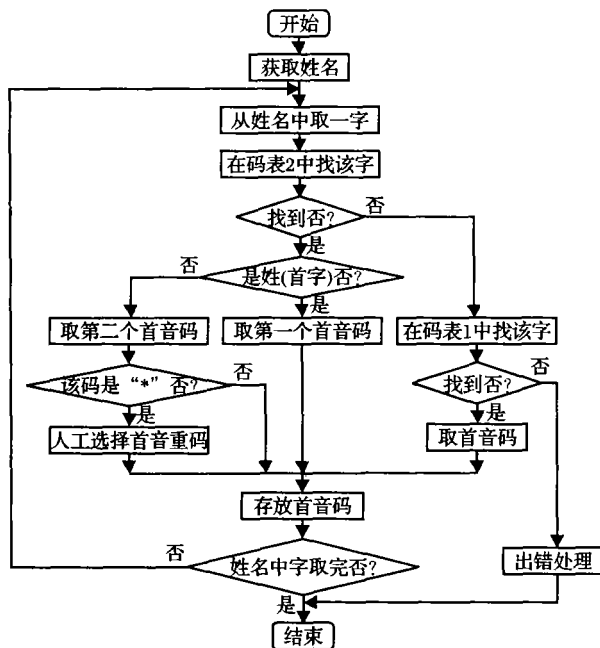 开始
获取姓名
从姓名中取一字
在码表2中找该字
找到否?
否
是
是姓(首字)否?
否
是
取第二个首音码
取第一个首音码
在码表1中找该字
该码是“*”否?
否
找到否?
否
是
是
人工选择首音重码
取首音码
存放首音码
姓名中字取完否?
否
出错处理
是
结束